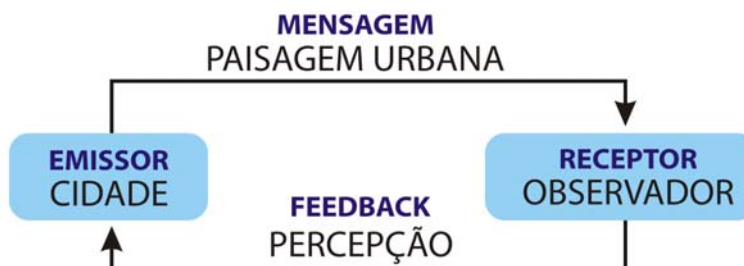 MENSAGEM
PAISAGEM URBANA
EMISSOR
CIDADE
RECEPTOR
OBSERVADOR
FEEDBACK
PERCEPÇÃO